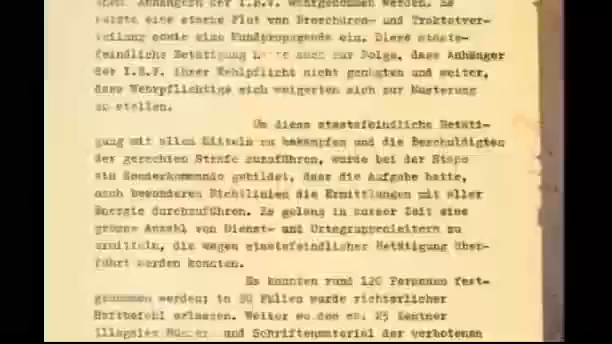 Anhängern der I.B.V. wahrgenommen werden. Es
setzte eine starke Flut von Broschüren- und Traktatver-
teilung sowie eine Mundpropaganda ein. Diese staats-
feindliche Betätigung auch zur Folge, dass Anhänger
der I.B.V. ihrer Wahlpflicht nicht genügten und weiter,
dass Wehrpflichtige sich weigerten sich zur Musterung
zu stellen.
Um diese staatsfeindliche Betäti-
gung mit allen Mitteln zu bekämpfen und die Beschuldigten
der gerechten Strafe zuzuführen, wurde bei der Stapo
ein Sonderkommando gebildet, dass die Aufgabe hatte,
nach besonderen Richtlinien die Ermittlungen mit aller
Energie durchzuführen. Es gelang in kurzer Zeit eine
grosse Anzahl von Dienst- und Ortsgruppenleitern zu
ermitteln, die wegen staatsfeindlicher Betätigung über-
führt werden konnten.
Es konnten rund 120 Personen fest-
genommen werden; in Fällen wurde richterlicher
Haftbefehl erlassen. Weiter wurden ca. 25 Zentner
illegales und Schriftenmaterial der verbotenen